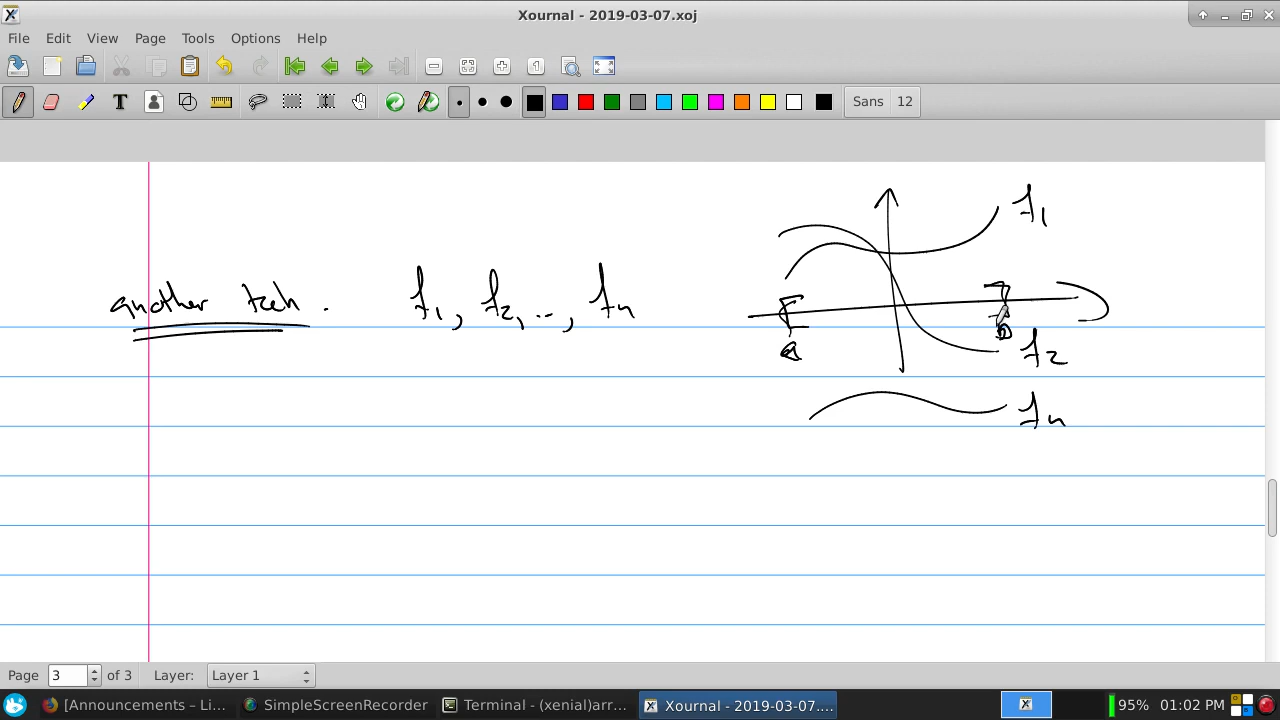 Xournal - 2019-03-07.xoj
File Edit View Page Tools Options Help
Sans 12
another tech. f1, f2, .., fn
f1
a b
f2
fn
Page 3 of 3 Layer: Layer 1
[Announcements – Li... SimpleScreenRecorder Terminal - (xenial)arr... Xournal - 2019-03-07.... 95% 01:02 PM